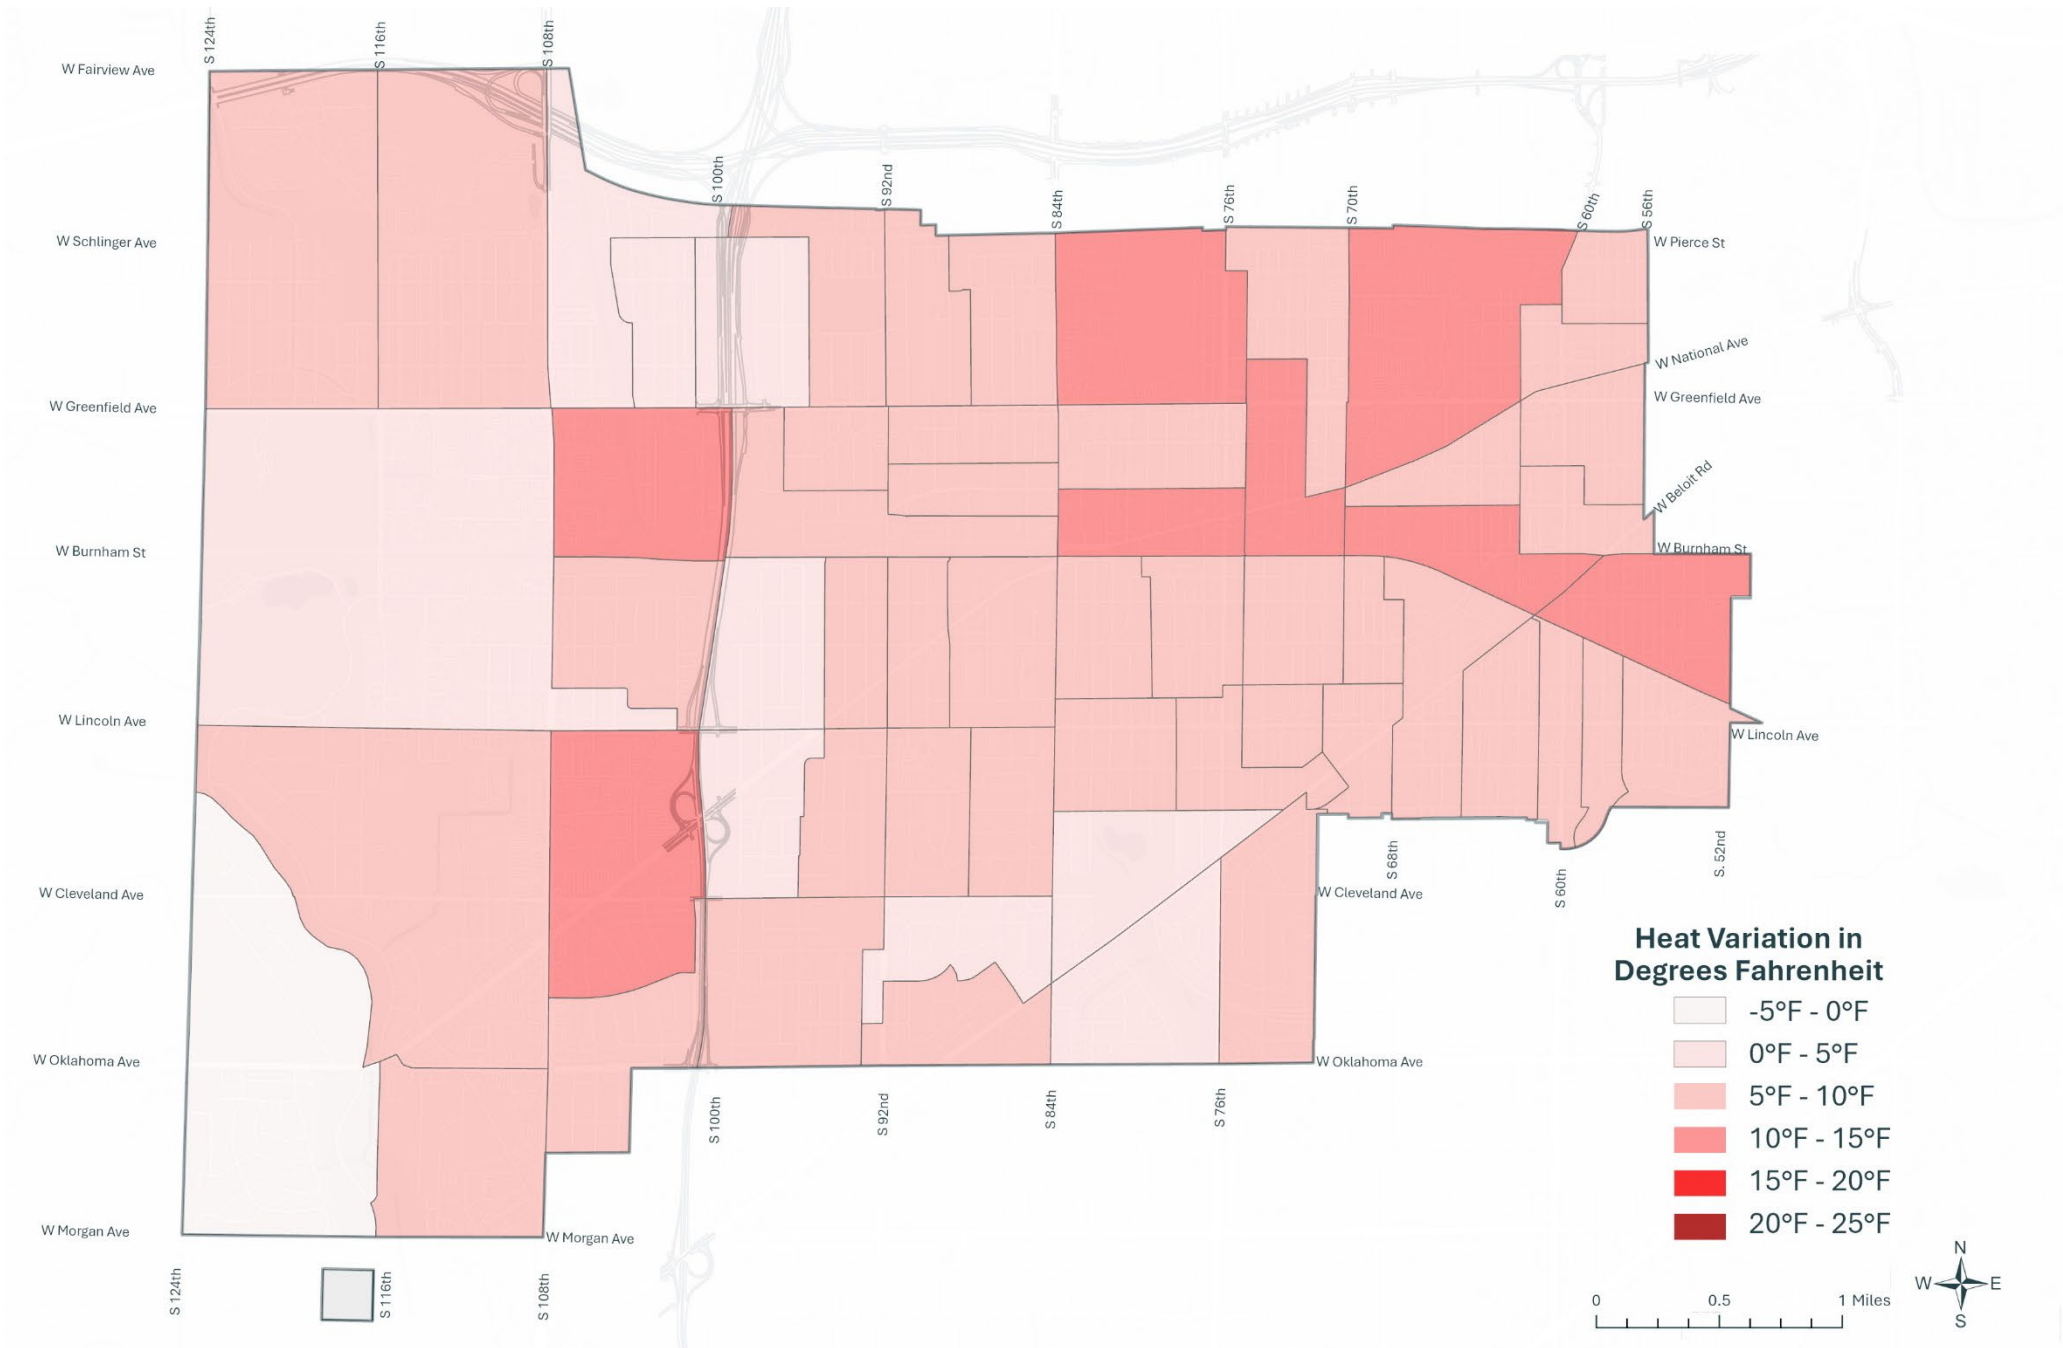 S 124th
S 116th
S 108th
W Fairview Ave
S 100th
S 92nd
S 84th
S 76th
S 70th
S 60th
S 56th
W Schlinger Ave
W Pierce St
W National Ave
W Greenfield Ave
W Greenfield Ave
W Beloit Rd
W Burnham St
W Burnham St
W Lincoln Ave
W Lincoln Ave
S 68th
S 60th
S. 52nd
W Cleveland Ave
W Cleveland Ave
W Oklahoma Ave
W Oklahoma Ave
S 100th
S 92nd
S 84th
S 76th
W Morgan Ave
W Morgan Ave
S 124th
S 116th
S 108th
Heat Variation in
Degrees Fahrenheit
-5°F - 0°F
0°F - 5°F
5°F - 10°F
10°F - 15°F
15°F - 20°F
20°F - 25°F
N
W E
S
0 0.5 1 Miles